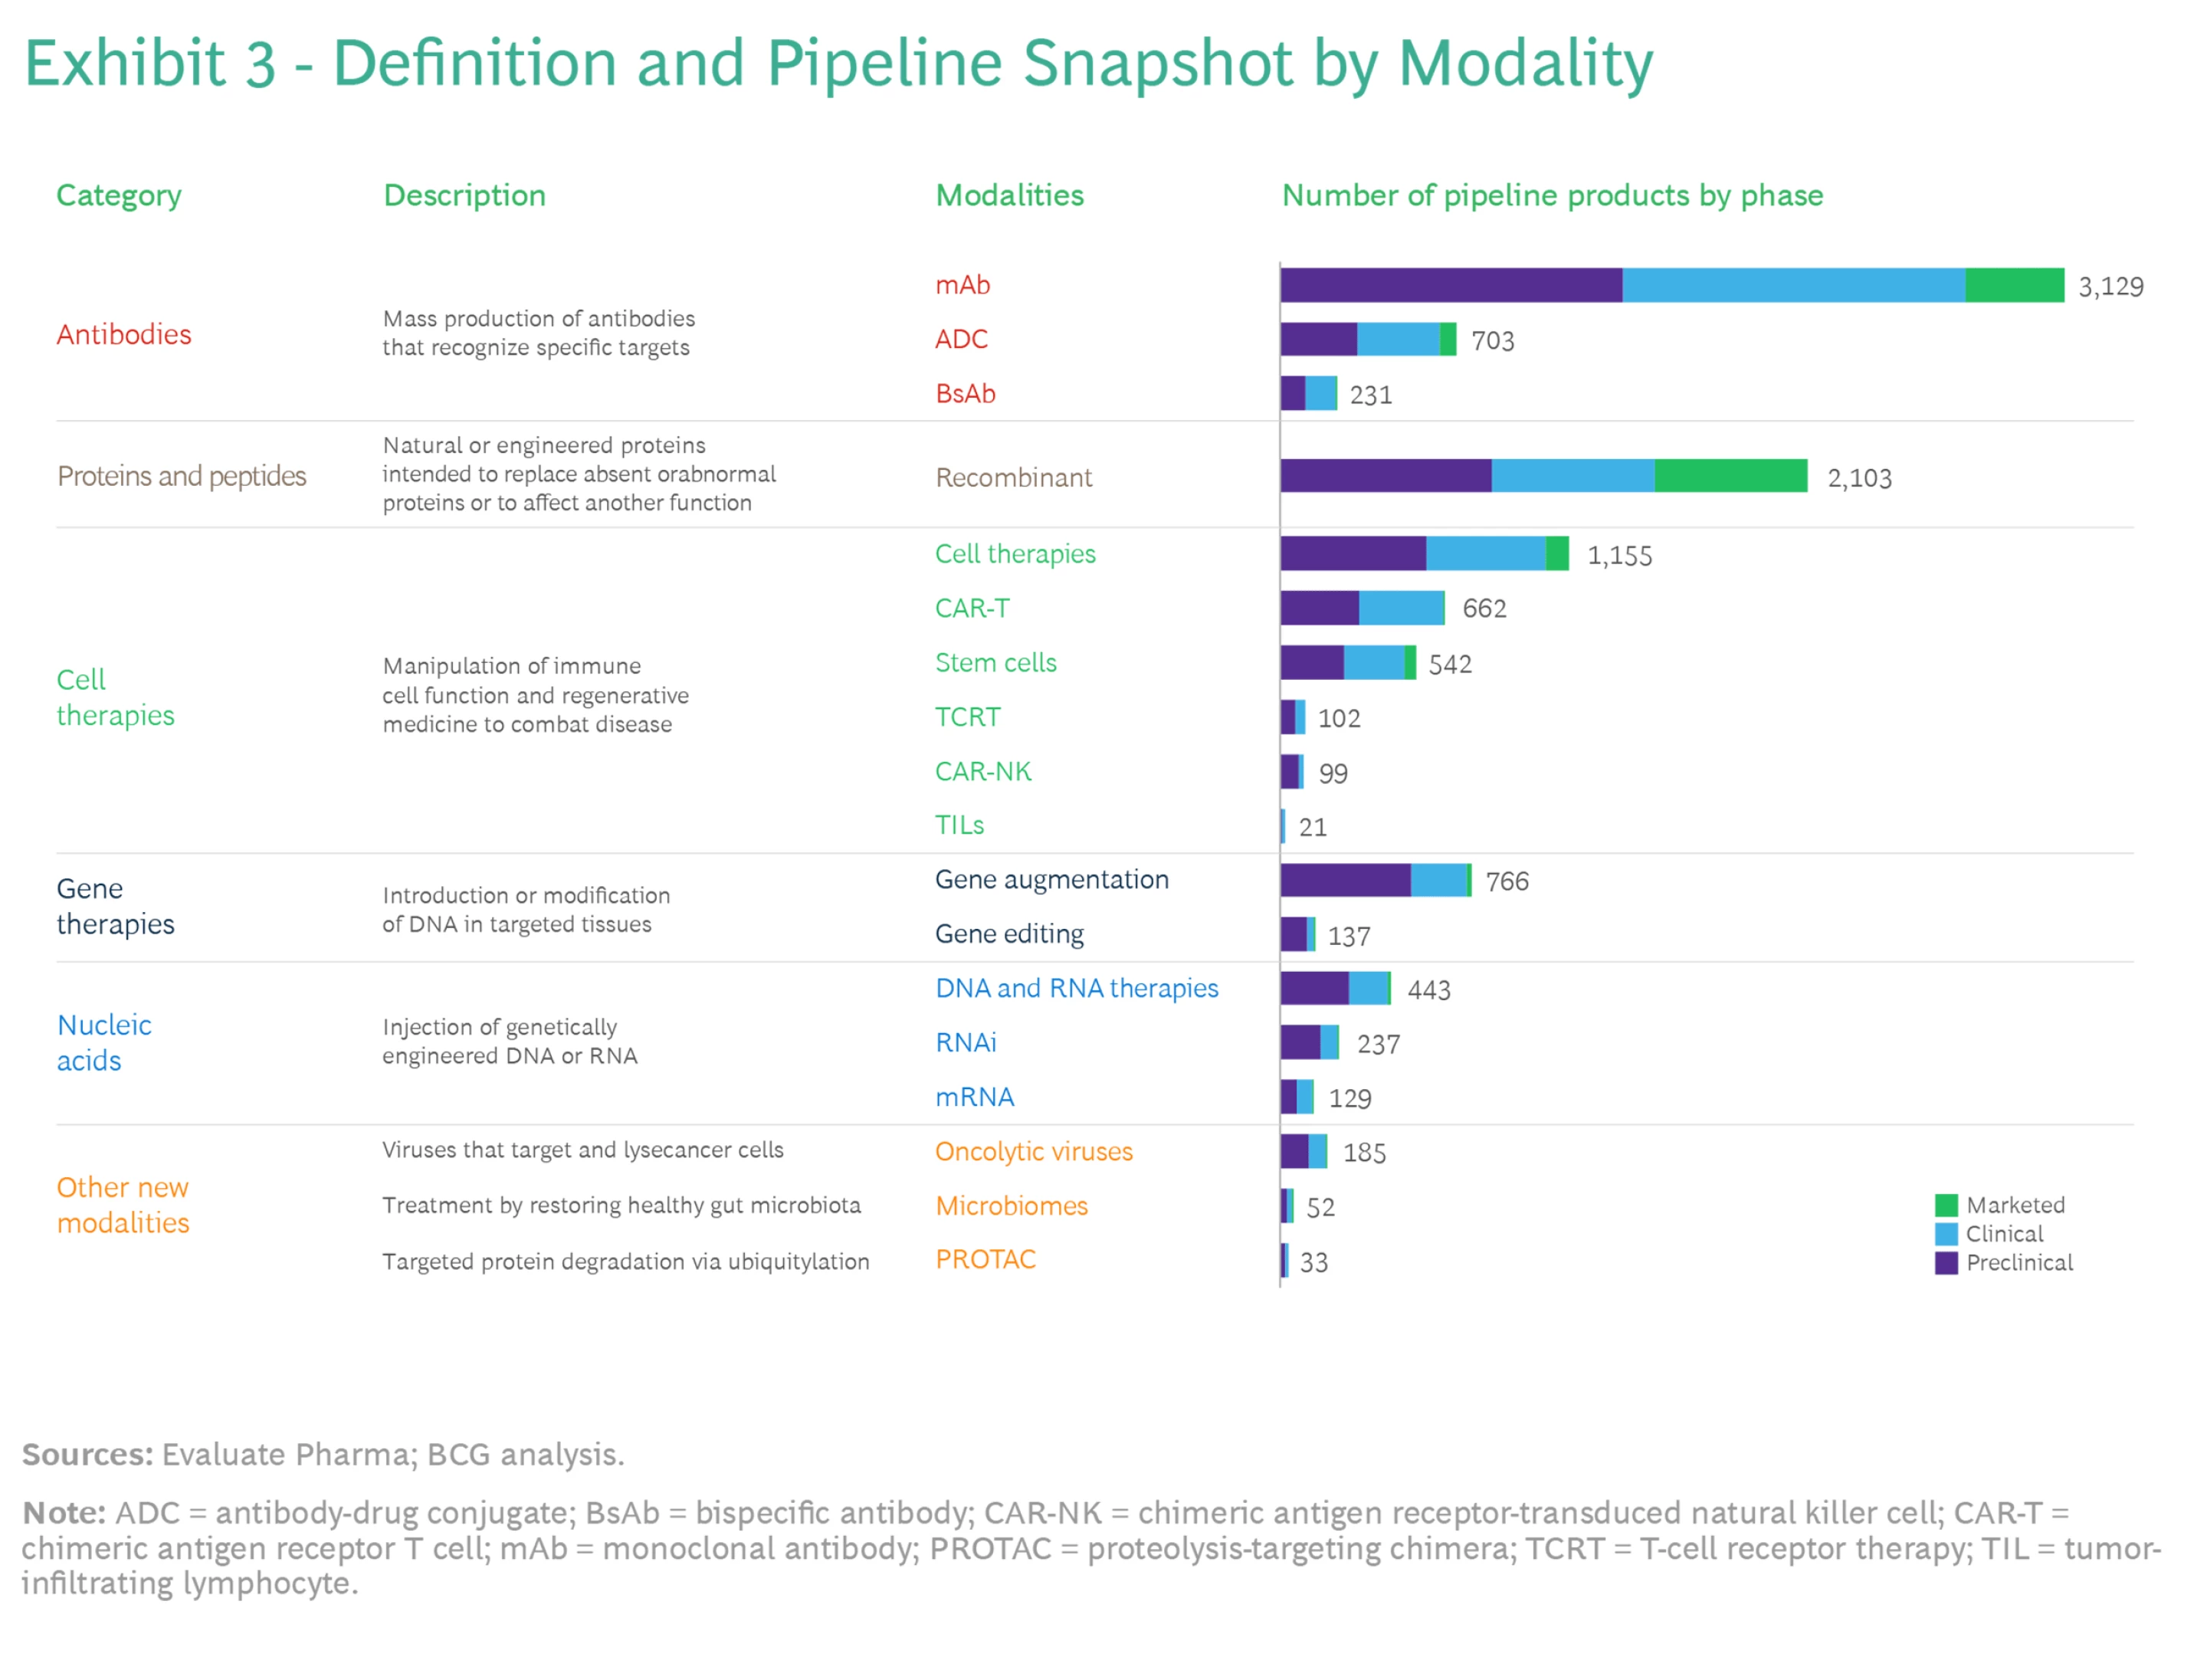 Exhibit 3 - Definition and Pipeline Snapshot by Modality
Category
Description
Modalities
Number of pipeline products by phase
Antibodies
Mass production of antibodies
that recognize specific targets
mAb
3,129
ADC
703
BsAb
231
Proteins and peptides
Natural or engineered proteins
intended to replace absent orabnormal
proteins or to affect another function
Recombinant
2,103
Cell
therapies
Manipulation of immune
cell function and regenerative
medicine to combat disease
Cell therapies
1,155
CAR-T
662
Stem cells
542
TCRT
102
CAR-NK
99
TILs
21
Gene
therapies
Introduction or modification
of DNA in targeted tissues
Gene augmentation
766
Gene editing
137
Nucleic
acids
Injection of genetically
engineered DNA or RNA
DNA and RNA therapies
443
RNAi
237
mRNA
129
Other new
modalities
Viruses that target and lysecancer cells
Oncolytic viruses
185
Treatment by restoring healthy gut microbiota
Microbiomes
52
Targeted protein degradation via ubiquitylation
PROTAC
33
Marketed
Clinical
Preclinical
Sources: Evaluate Pharma; BCG analysis.
Note: ADC = antibody-drug conjugate; BsAb = bispecific antibody; CAR-NK = chimeric antigen receptor-transduced natural killer cell; CAR-T =
chimeric antigen receptor T cell; mAb = monoclonal antibody; PROTAC = proteolysis-targeting chimera; TCRT = T-cell receptor therapy; TIL = tumor-
infiltrating lymphocyte.